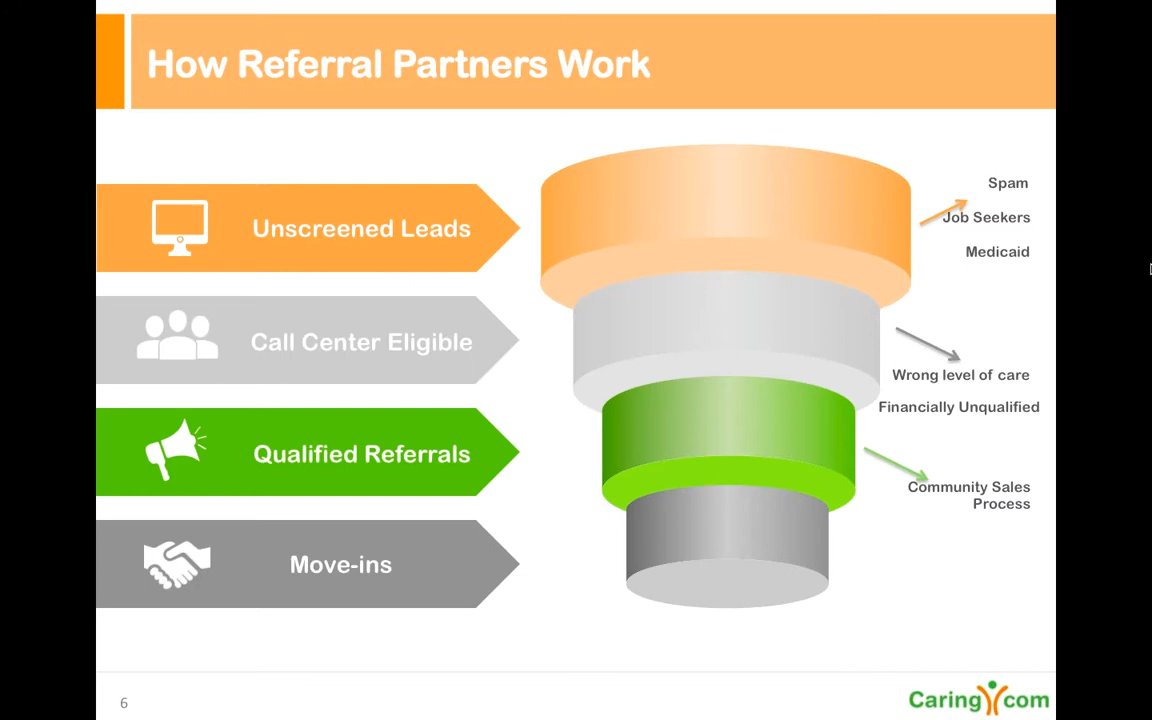 How Referral Partners Work
Unscreened Leads
Spam
Job Seekers
Medicaid
Call Center Eligible
Wrong level of care
Financially Unqualified
Qualified Referrals
Community Sales
Process
Move-ins
6
Caring com